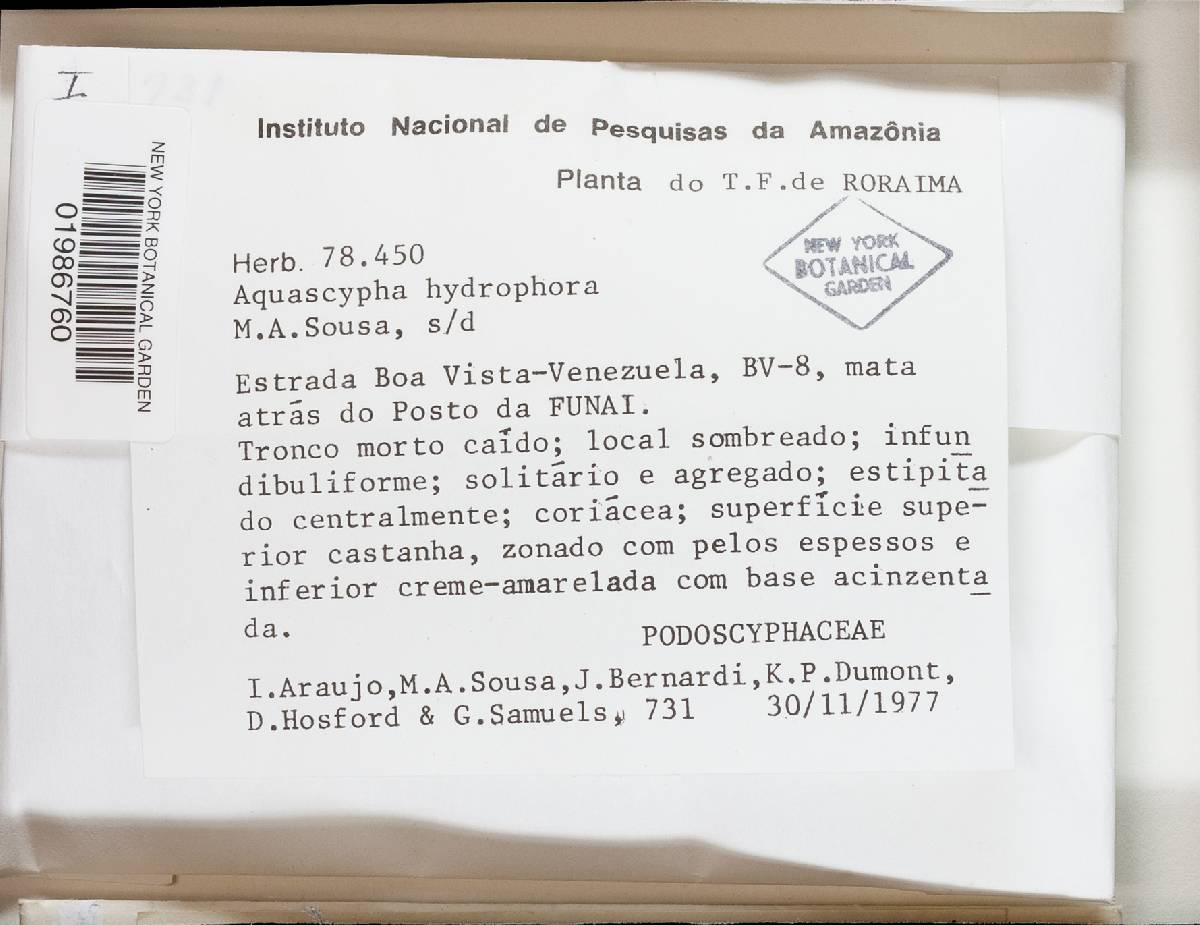 I
NEW YORK BOTANICAL GARDEN
01986760
Instituto Nacional de Pesquisas da Amazônia
Planta do T.F.de RORAIMA
NEW YORK
BOTANICAL
GARDEN
Herb. 78.450
Aquascypha hydrophora
M.A.Sousa, s/d
Estrada Boa Vista-Venezuela, BV-8, mata
atrás do Posto da FUNAI.
Tronco morto caído; local sombreado; infun
dibuliforme; solitário e agregado; estipita
do centralmente; coriácea; superfície supe-
rior castanha, zonado com pelos espessos e
inferior creme-amarelada com base acinzenta
da.
PODOSCYPHACEAE
I.Araujo,M.A.Sousa,J.Bernardi,K.P.Dumont,
D.Hosford & G.Samuels, 731 30/11/1977